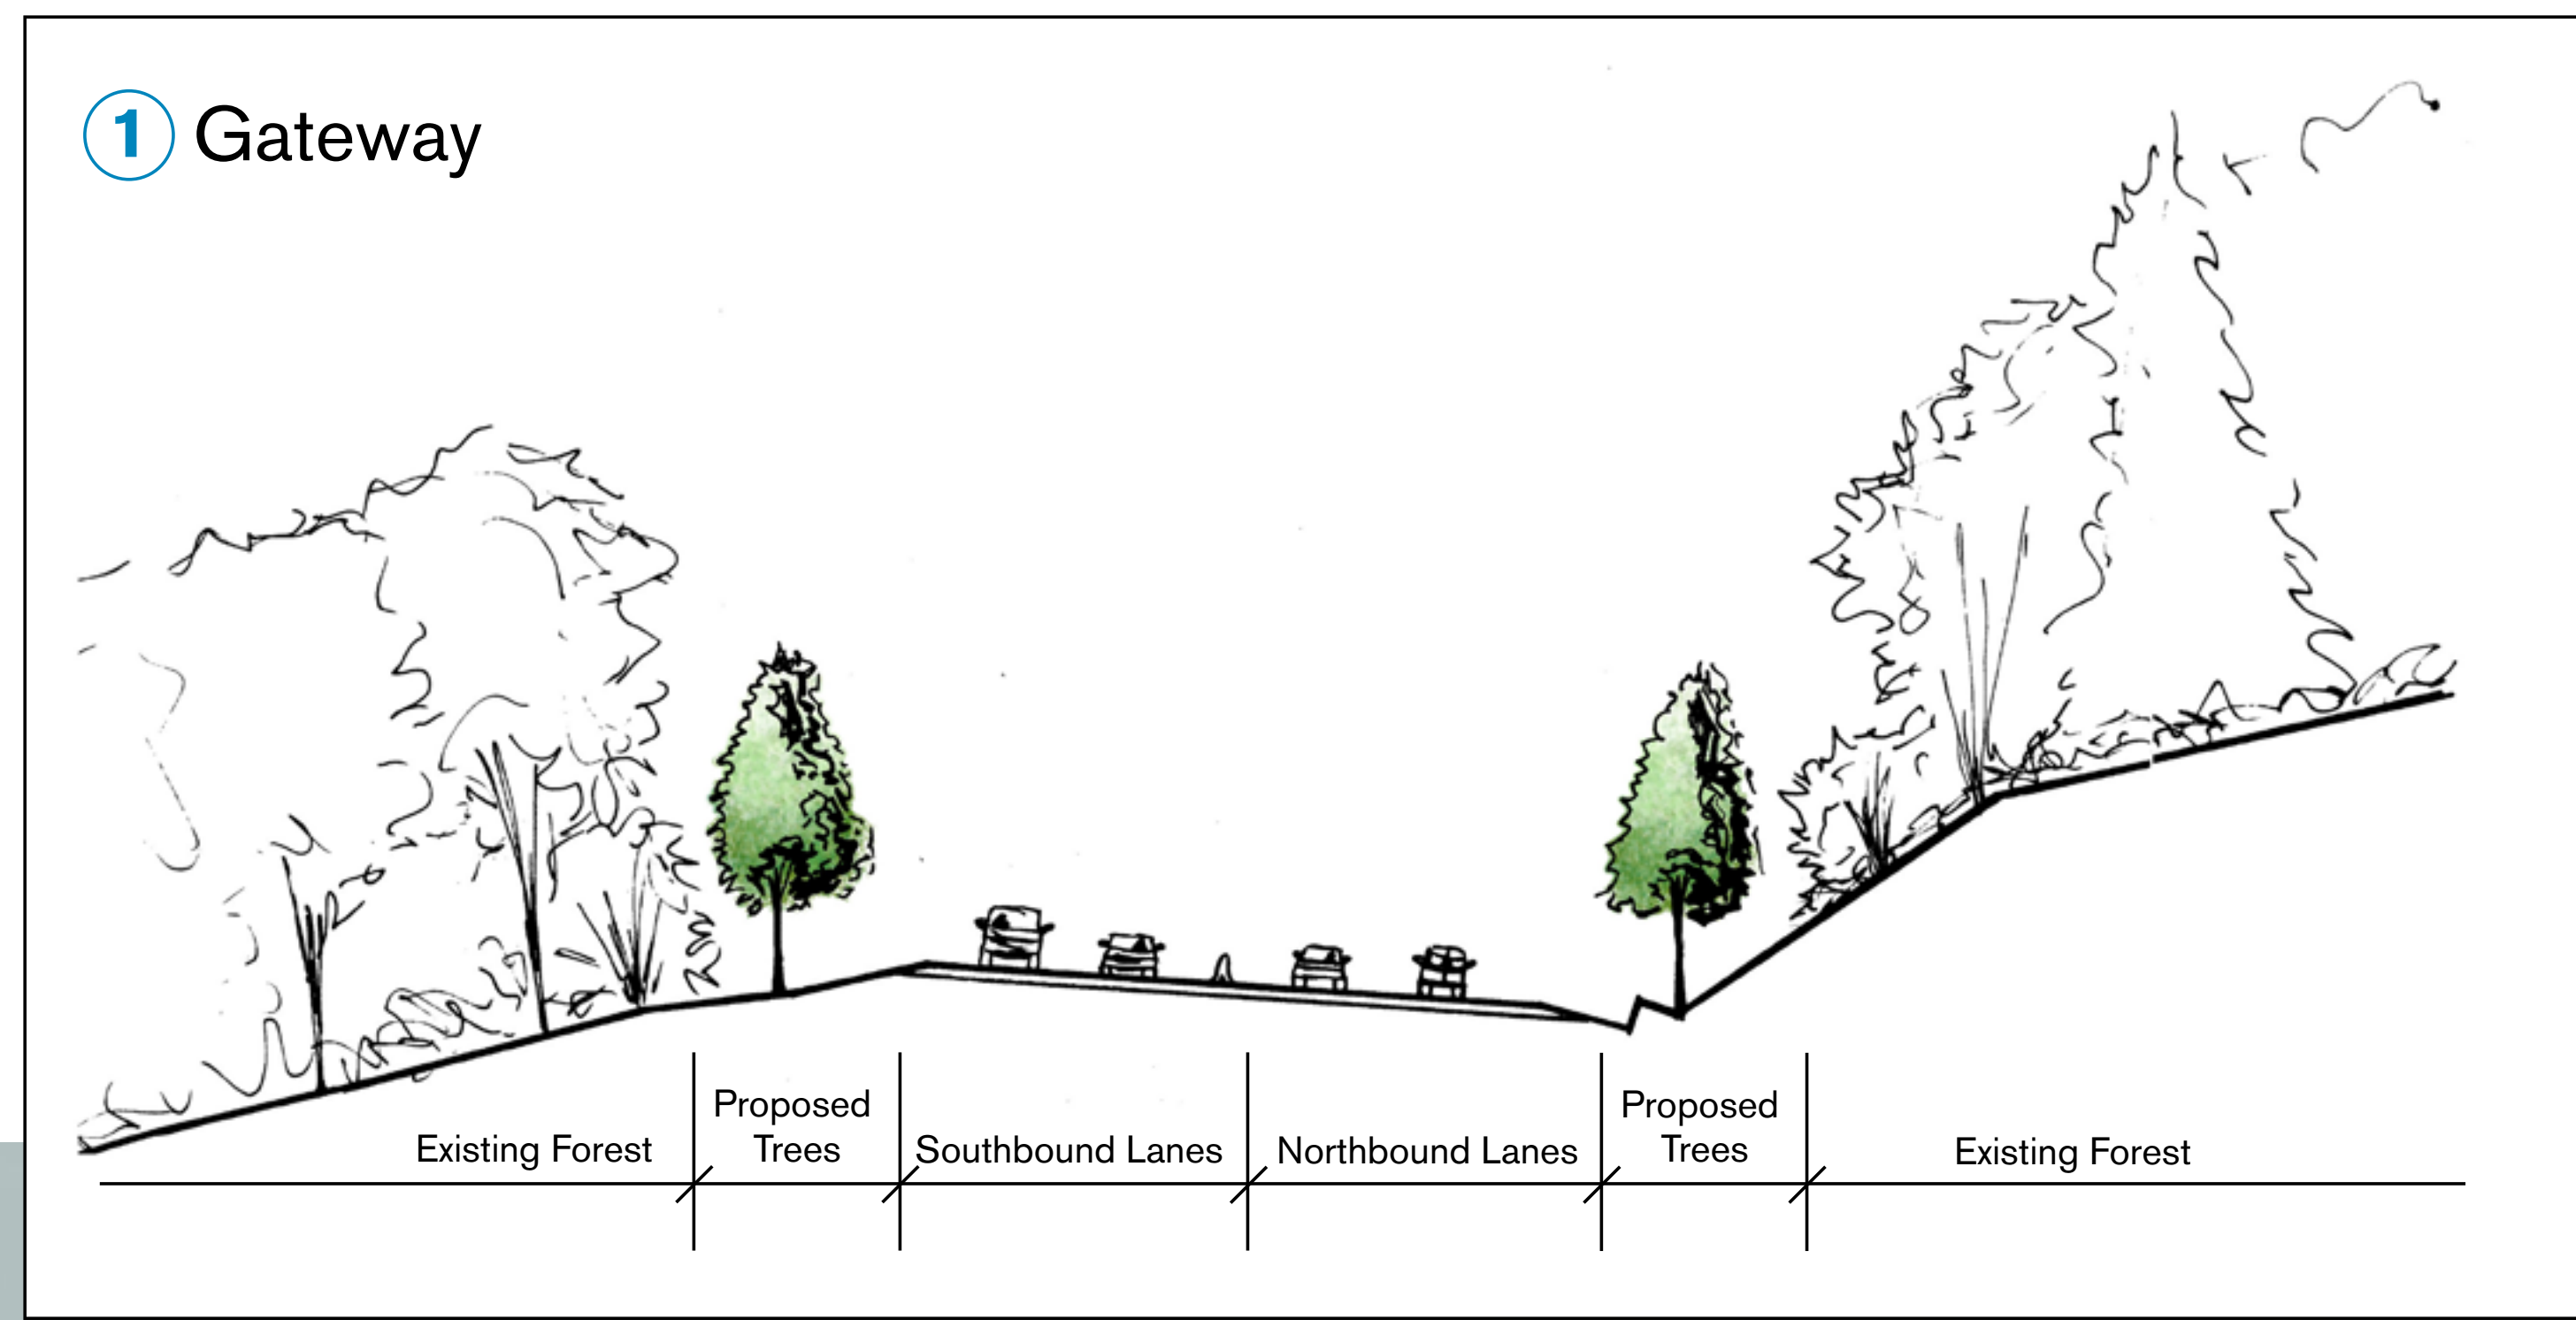 1 Gateway
Existing Forest
Proposed
Trees
Southbound Lanes
Northbound Lanes
Proposed
Trees
Existing Forest